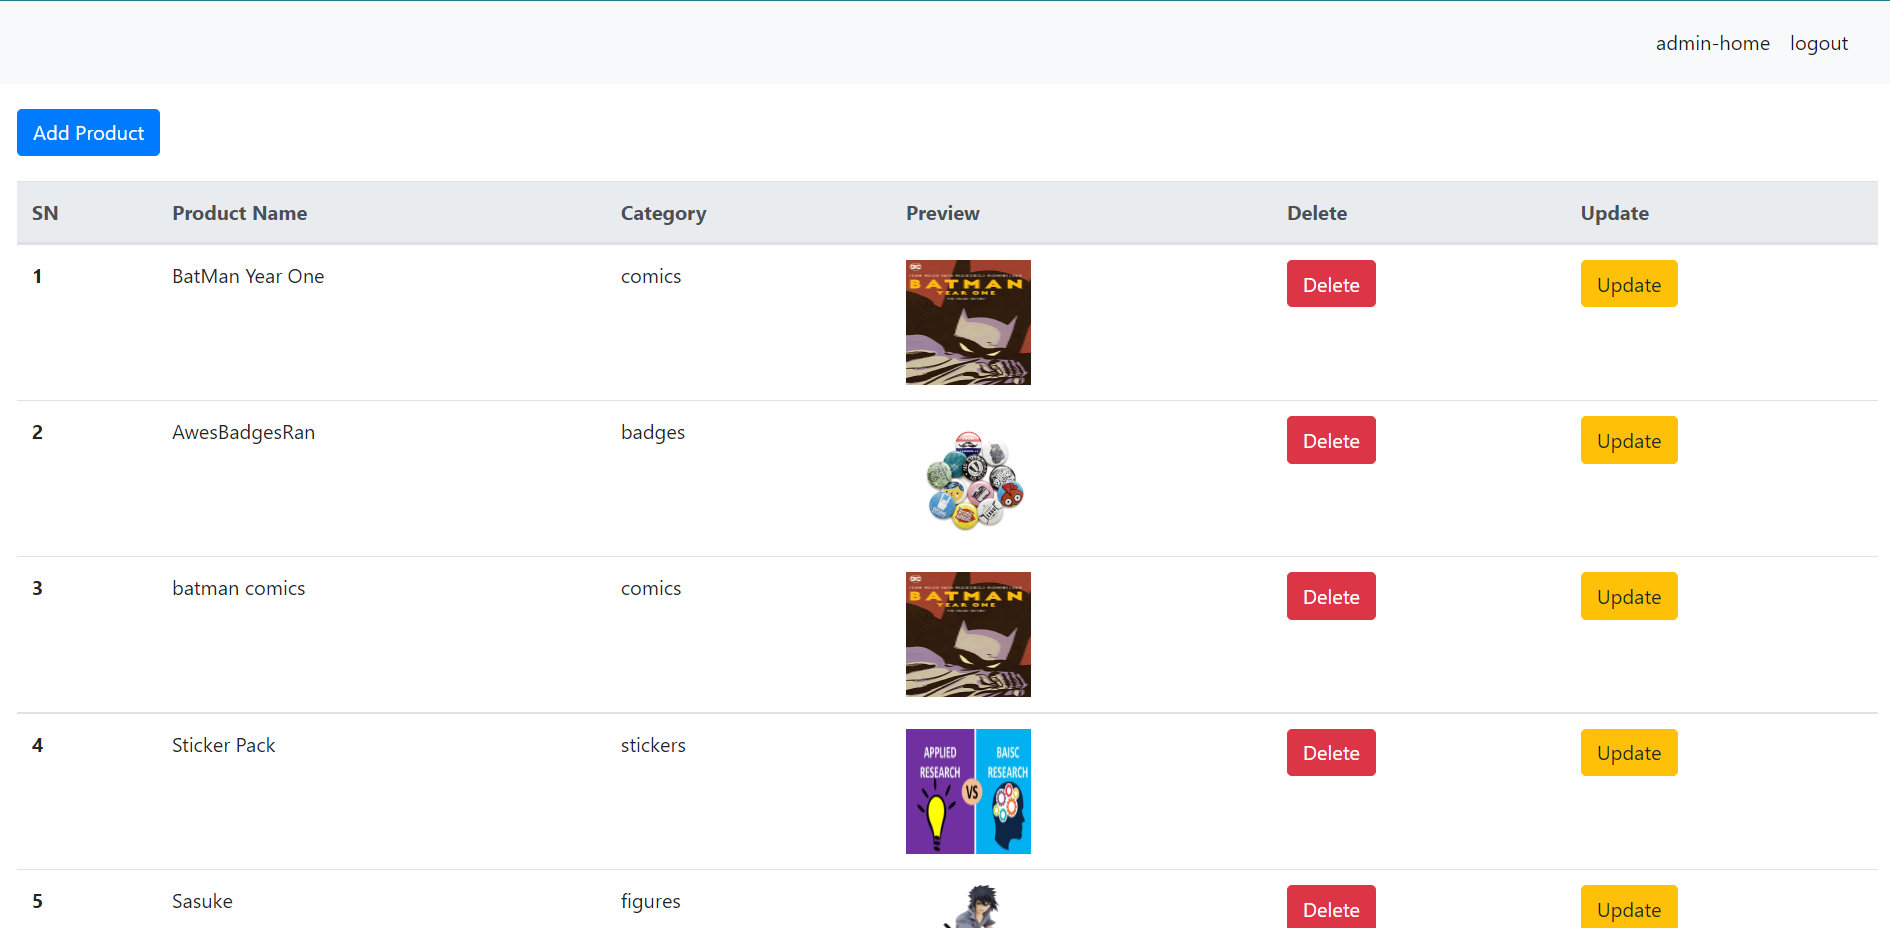 admin-home logout
Add Product
SN Product Name Category Preview Delete Update
1 BatMan Year One comics Delete Update
BATMAN
YEAR ONE
2 AwesBadgesRan badges Delete Update
3 batman comics comics Delete Update
BATMAN
YEAR ONE
4 Sticker Pack stickers Delete Update
APPLIED BAISC
RESEARCH RESEARCH
VS
5 Sasuke figures Delete Update